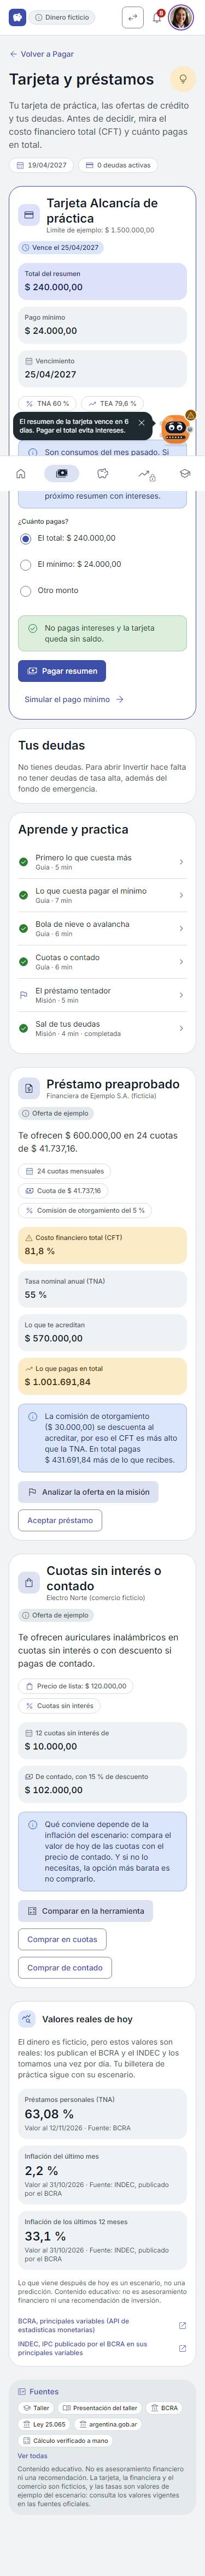 Dinero ficticio
8
Volver a Pagar
Tarjeta y préstamos
Tu tarjeta de práctica, las ofertas de crédito
y tus deudas. Antes de decidir, mira el
costo financiero total (CFT) y cuánto pagas
en total.
19/04/2027
0 deudas activas
Tarjeta Alcancía de
práctica
Límite de ejemplo: $ 1.500.000,00
Vence el 25/04/2027
Total del resumen
$ 240.000,00
Pago mínimo
$ 24.000,00
Vencimiento
25/04/2027
TNA 60 %
TEA 79,6 %
El resumen de la tarjeta vence en 6
días. Pagar el total evita intereses.
Son consumos del mes pasado. Si
próximo resumen con intereses.
¿Cuánto pagas?
El total: $ 240.000,00
El mínimo: $ 24.000,00
Otro monto
No pagas intereses y la tarjeta
queda sin saldo.
Pagar resumen
Simular el pago mínimo
Tus deudas
No tienes deudas. Para abrir Invertir hace falta
no tener deudas de tasa alta, además del
fondo de emergencia.
Aprende y practica
Primero lo que cuesta más
Guía · 5 min
Lo que cuesta pagar el mínimo
Guía · 7 min
Bola de nieve o avalancha
Guía · 6 min
Cuotas o contado
Guía · 6 min
El préstamo tentador
Misión · 5 min
Sal de tus deudas
Misión · 4 min · completada
Préstamo preaprobado
Financiera de Ejemplo S.A. (ficticia)
Oferta de ejemplo
Te ofrecen $ 600.000,00 en 24 cuotas
de $ 41.737,16.
24 cuotas mensuales
Cuota de $ 41.737,16
Comisión de otorgamiento del 5 %
Costo financiero total (CFT)
81,8 %
Tasa nominal anual (TNA)
55 %
Lo que te acreditan
$ 570.000,00
Lo que pagas en total
$ 1.001.691,84
La comisión de otorgamiento
($ 30.000,00) se descuenta al
acreditar, por eso el CFT es más alto
que la TNA. En total pagas
$ 431.691,84 más de lo que recibes.
Analizar la oferta en la misión
Aceptar préstamo
Cuotas sin interés o
contado
Electro Norte (comercio ficticio)
Oferta de ejemplo
Te ofrecen auriculares inalámbricos en
cuotas sin interés o con descuento si
pagas de contado.
Precio de lista: $ 120.000,00
Cuotas sin interés
12 cuotas sin interés de
$ 10.000,00
De contado, con 15 % de descuento
$ 102.000,00
Qué conviene depende de la
inflación del escenario: compara el
valor de hoy de las cuotas con el
precio de contado. Y si no lo
necesitas, la opción más barata es
no comprarlo.
Comparar en la herramienta
Comprar en cuotas
Comprar de contado
Valores reales de hoy
El dinero es ficticio, pero estos valores son
reales: los publican el BCRA y el INDEC y los
tomamos una vez por día. Tu billetera de
práctica sigue con su escenario.
Préstamos personales (TNA)
63,08 %
Valor al 12/11/2026 · Fuente: BCRA
Inflación del último mes
2,2 %
Valor al 31/10/2026 · Fuente: INDEC, publicado
por el BCRA
Inflación de los últimos 12 meses
33,1 %
Valor al 31/10/2026 · Fuente: INDEC, publicado
por el BCRA
Lo que viene después de hoy es un escenario, no una
predicción. Contenido educativo: no es asesoramiento
financiero ni una recomendación de inversión.
BCRA, principales variables (API de
estadísticas monetarias)
INDEC, IPC publicado por el BCRA en sus
principales variables
Fuentes
Taller
Presentación del taller
BCRA
Ley 25.065
argentina.gob.ar
Cálculo verificado a mano
Ver todas
Contenido educativo. No es asesoramiento financiero
ni una recomendación. La tarjeta, la financiera y el
comercio son ficticios, y las tasas son valores de
ejemplo del escenario: consulta los valores vigentes
en las fuentes oficiales.